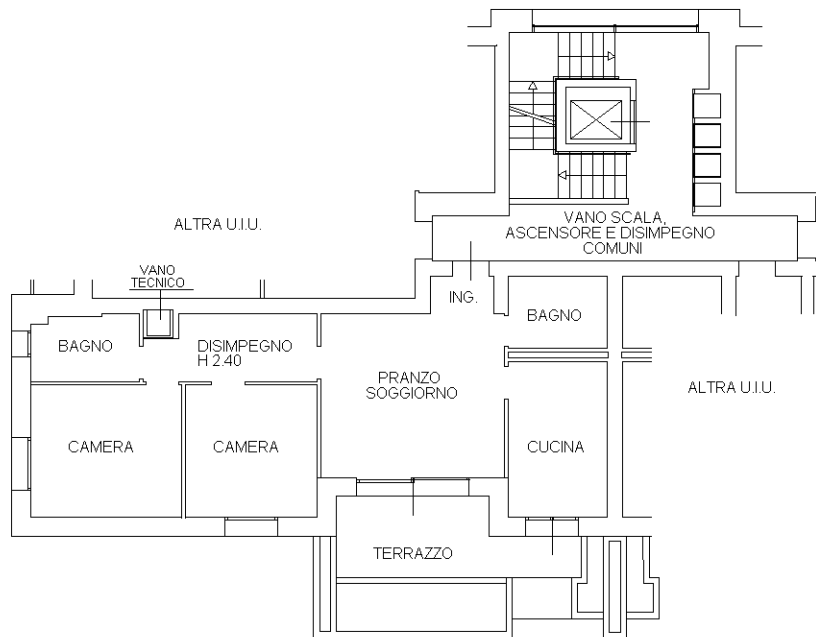 VANO SCALA,
ASCENSORE E DISIMPEGNO
COMUNI
ALTRA U.I.U.
VANO
TECNICO
ING.
BAGNO
BAGNO
DISIMPEGNO
H 2.40
PRANZO
SOGGIORNO
ALTRA U.I.U.
CAMERA
CAMERA
CUCINA
TERRAZZO